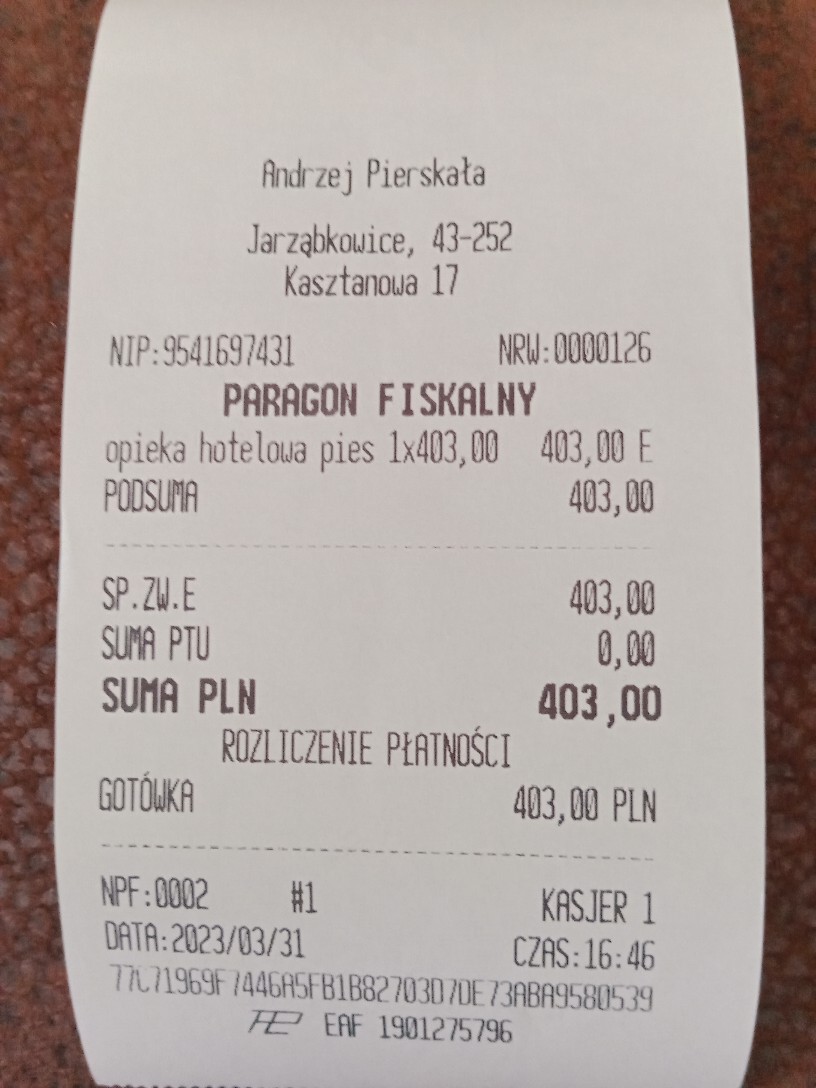 Andrzej Pierskała
Jarząbkowice, 43-252
Kasztanowa 17
NIP:9541697431 NRW:0000126
PARAGON FISKALNY
opieka hotelowa pies 1x403,00 403,00 E
PODSUMA 403,00
SP.ZW.E 403,00
SUMA PTU 0,00
SUMA PLN 403,00
ROZLICZENIE PŁATNOŚCI
GOTÓWKA 403,00 PLN
NPF:0002 #1 KASJER 1
DATA:2023/03/31 CZAS:16:46
77C71969F7446A5FB1B82703D7DE73ABA9580539
EAF 1901275796